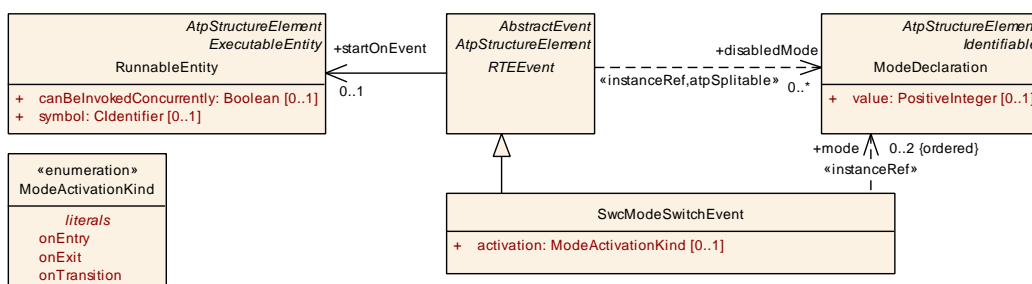 AtpStructureElement
ExecutableEntity
RunnableEntity
+ canBeInvokedConcurrently: Boolean [0..1]
+ symbol: CIdentifier [0..1]
+startOnEvent
0..1
AbstractEvent
AtpStructureElement
RTEEvent
+disabledMode
«instanceRef,atpSplitable»
0..*
AtpStructureElement
Identifiable
ModeDeclaration
+ value: PositiveInteger [0..1]
+mode
0..2 {ordered}
«instanceRef»
«enumeration»
ModeActivationKind
literals
onEntry
onExit
onTransition
SwcModeSwitchEvent
+ activation: ModeActivationKind [0..1]